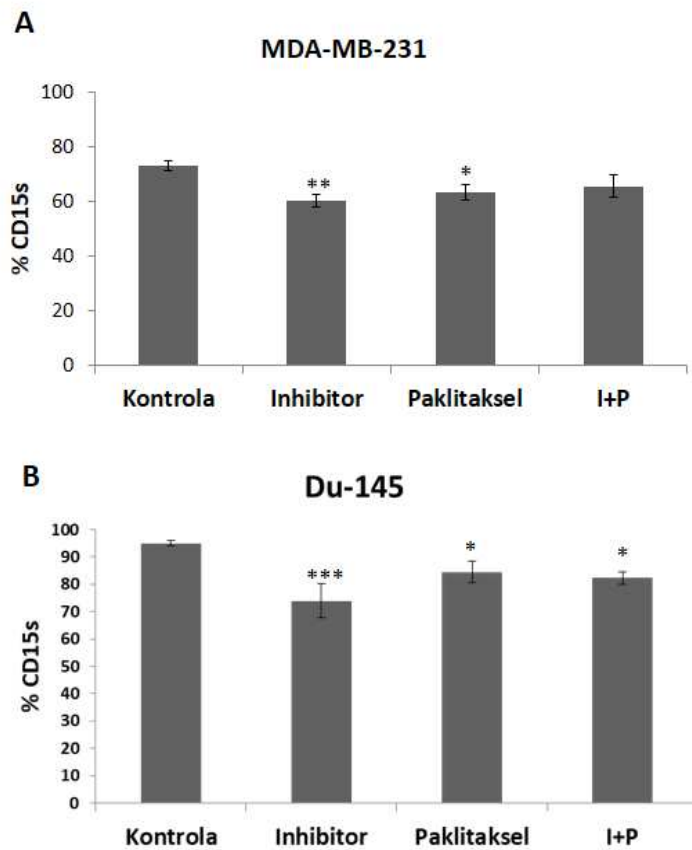 A
MDA-MB-231
% CD15s
100
80
60
40
20
0
**
*
Kontrola Inhibitor Paklitaksel I+P
B
Du-145
% CD15s
100
90
80
70
60
50
40
30
20
10
0
***
*
*
Kontrola Inhibitor Paklitaksel I+P